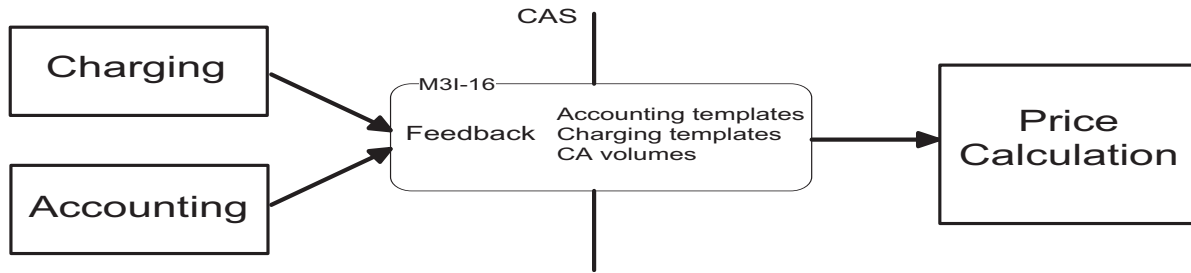 CAS
Charging
Accounting
M3I-16
Feedback
Accounting templates
Charging templates
CA volumes
Price
Calculation